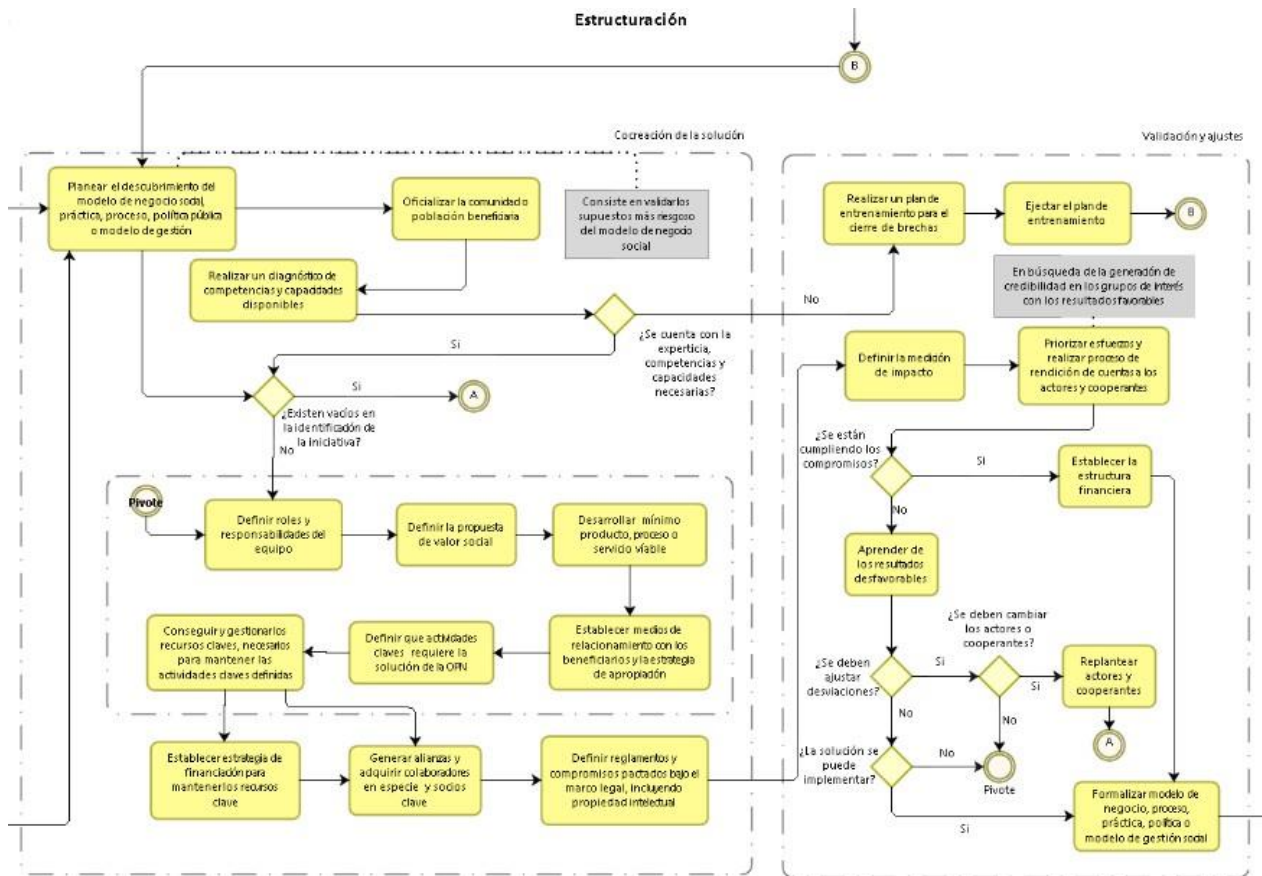 Estructuración
B
Cocreación de la solución
Validación y ajustes
Planear el descubrimiento del
modelo de negocio social,
práctica, proceso, política pública
o modelo de gestión
Oficializar la comunidad o
población beneficiaria
Consiste en validar los
supuestos más riesgoso
del modelo de negocio
social
Realizar un diagnóstico de
competencias y capacidades
disponibles
Si
¿Se cuenta con la
experticia,
competencias y
capacidades
necesarias?
No
Si
A
¿Existen vacíos en
la identificación de
la iniciativa?
No
Pivote
Definir roles y
responsabilidades del
equipo
Definir la propuesta
de valor social
Desarrollar mínimo
producto, proceso o
servicio viable
Conseguir y gestionar los
recursos claves, necesarios
para mantener las
actividades claves definidas
Definir que actividades
claves requiere la
solución de la OPN
Establecer medios de
relacionamiento con los
beneficiarios y la estrategia
de apropiación
Establecer estrategia de
financiación para
mantener los recursos
clave
Generar alianzas y
adquirir colaboradores
en especie y socios
clave
Definir reglamentos y
compromisos pactados bajo el
marco legal, incluyendo
propiedad intelectual
Realizar un plan de
entrenamiento para el
cierre de brechas
Ejectar el plan de
entrenamiento
B
En búsqueda de la generación de
credibilidad en los grupos de interés
con los resultados favorables
Definir la medición
de impacto
Priorizar esfuerzos y
realizar proceso de
rendición de cuentas a los
actores y cooperantes
¿Se están
cumpliendo los
compromisos?
Si
Establecer la
estructura
financiera
No
Aprender de
los resultados
desfavorables
¿Se deben cambiar
los actores o
cooperantes?
¿Se deben
ajustar
desviaciones?
Si
Si
Replantear
actores y
cooperantes
No
No
A
¿La solución se
puede
implementar?
No
Pivote
Si
Formalizar modelo de
negocio, proceso,
práctica, política o
modelo de gestión social